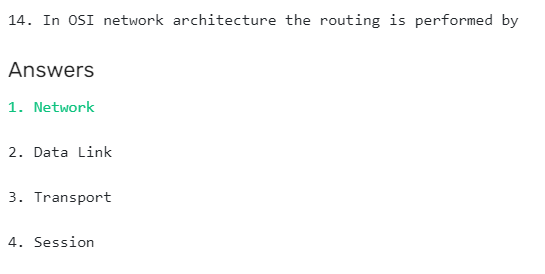 14. In OSI network architecture the routing is performed by
Answers
1. Network
2. Data Link
3. Transport
4. Session